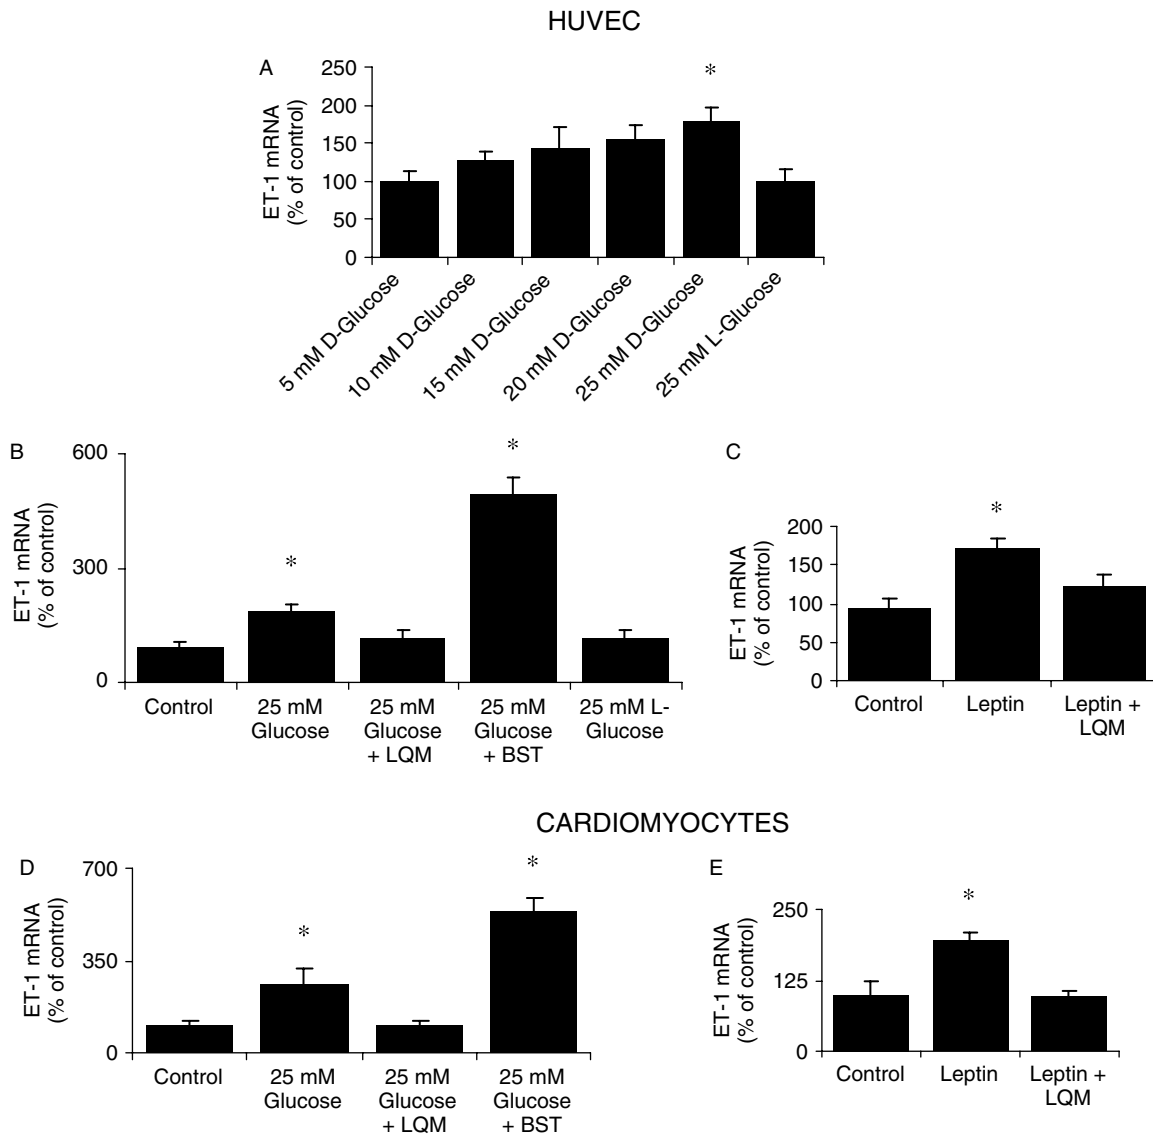 HUVEC
A
ET-1 mRNA
(% of control)
250
200
150
100
50
0
*
5 mM D-Glucose
10 mM D-Glucose
15 mM D-Glucose
20 mM D-Glucose
25 mM D-Glucose
25 mM L-Glucose
B
ET-1 mRNA
(% of control)
600
300
0
*
*
Control
25 mM
Glucose
25 mM
Glucose
+ LQM
25 mM
Glucose
+ BST
25 mM L-
Glucose
C
ET-1 mRNA
(% of control)
200
150
100
50
0
*
Control
Leptin
Leptin +
LQM
CARDIOMYOCYTES
D
ET-1 mRNA
(% of control)
700
350
0
*
*
Control
25 mM
Glucose
25 mM
Glucose
+ LQM
25 mM
Glucose
+ BST
E
ET-1 mRNA
(% of control)
250
125
0
*
Control
Leptin
Leptin +
LQM